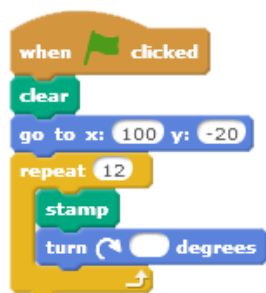 when clicked
clear
go to x: 100 y: -20
repeat 12
stamp
turn degrees